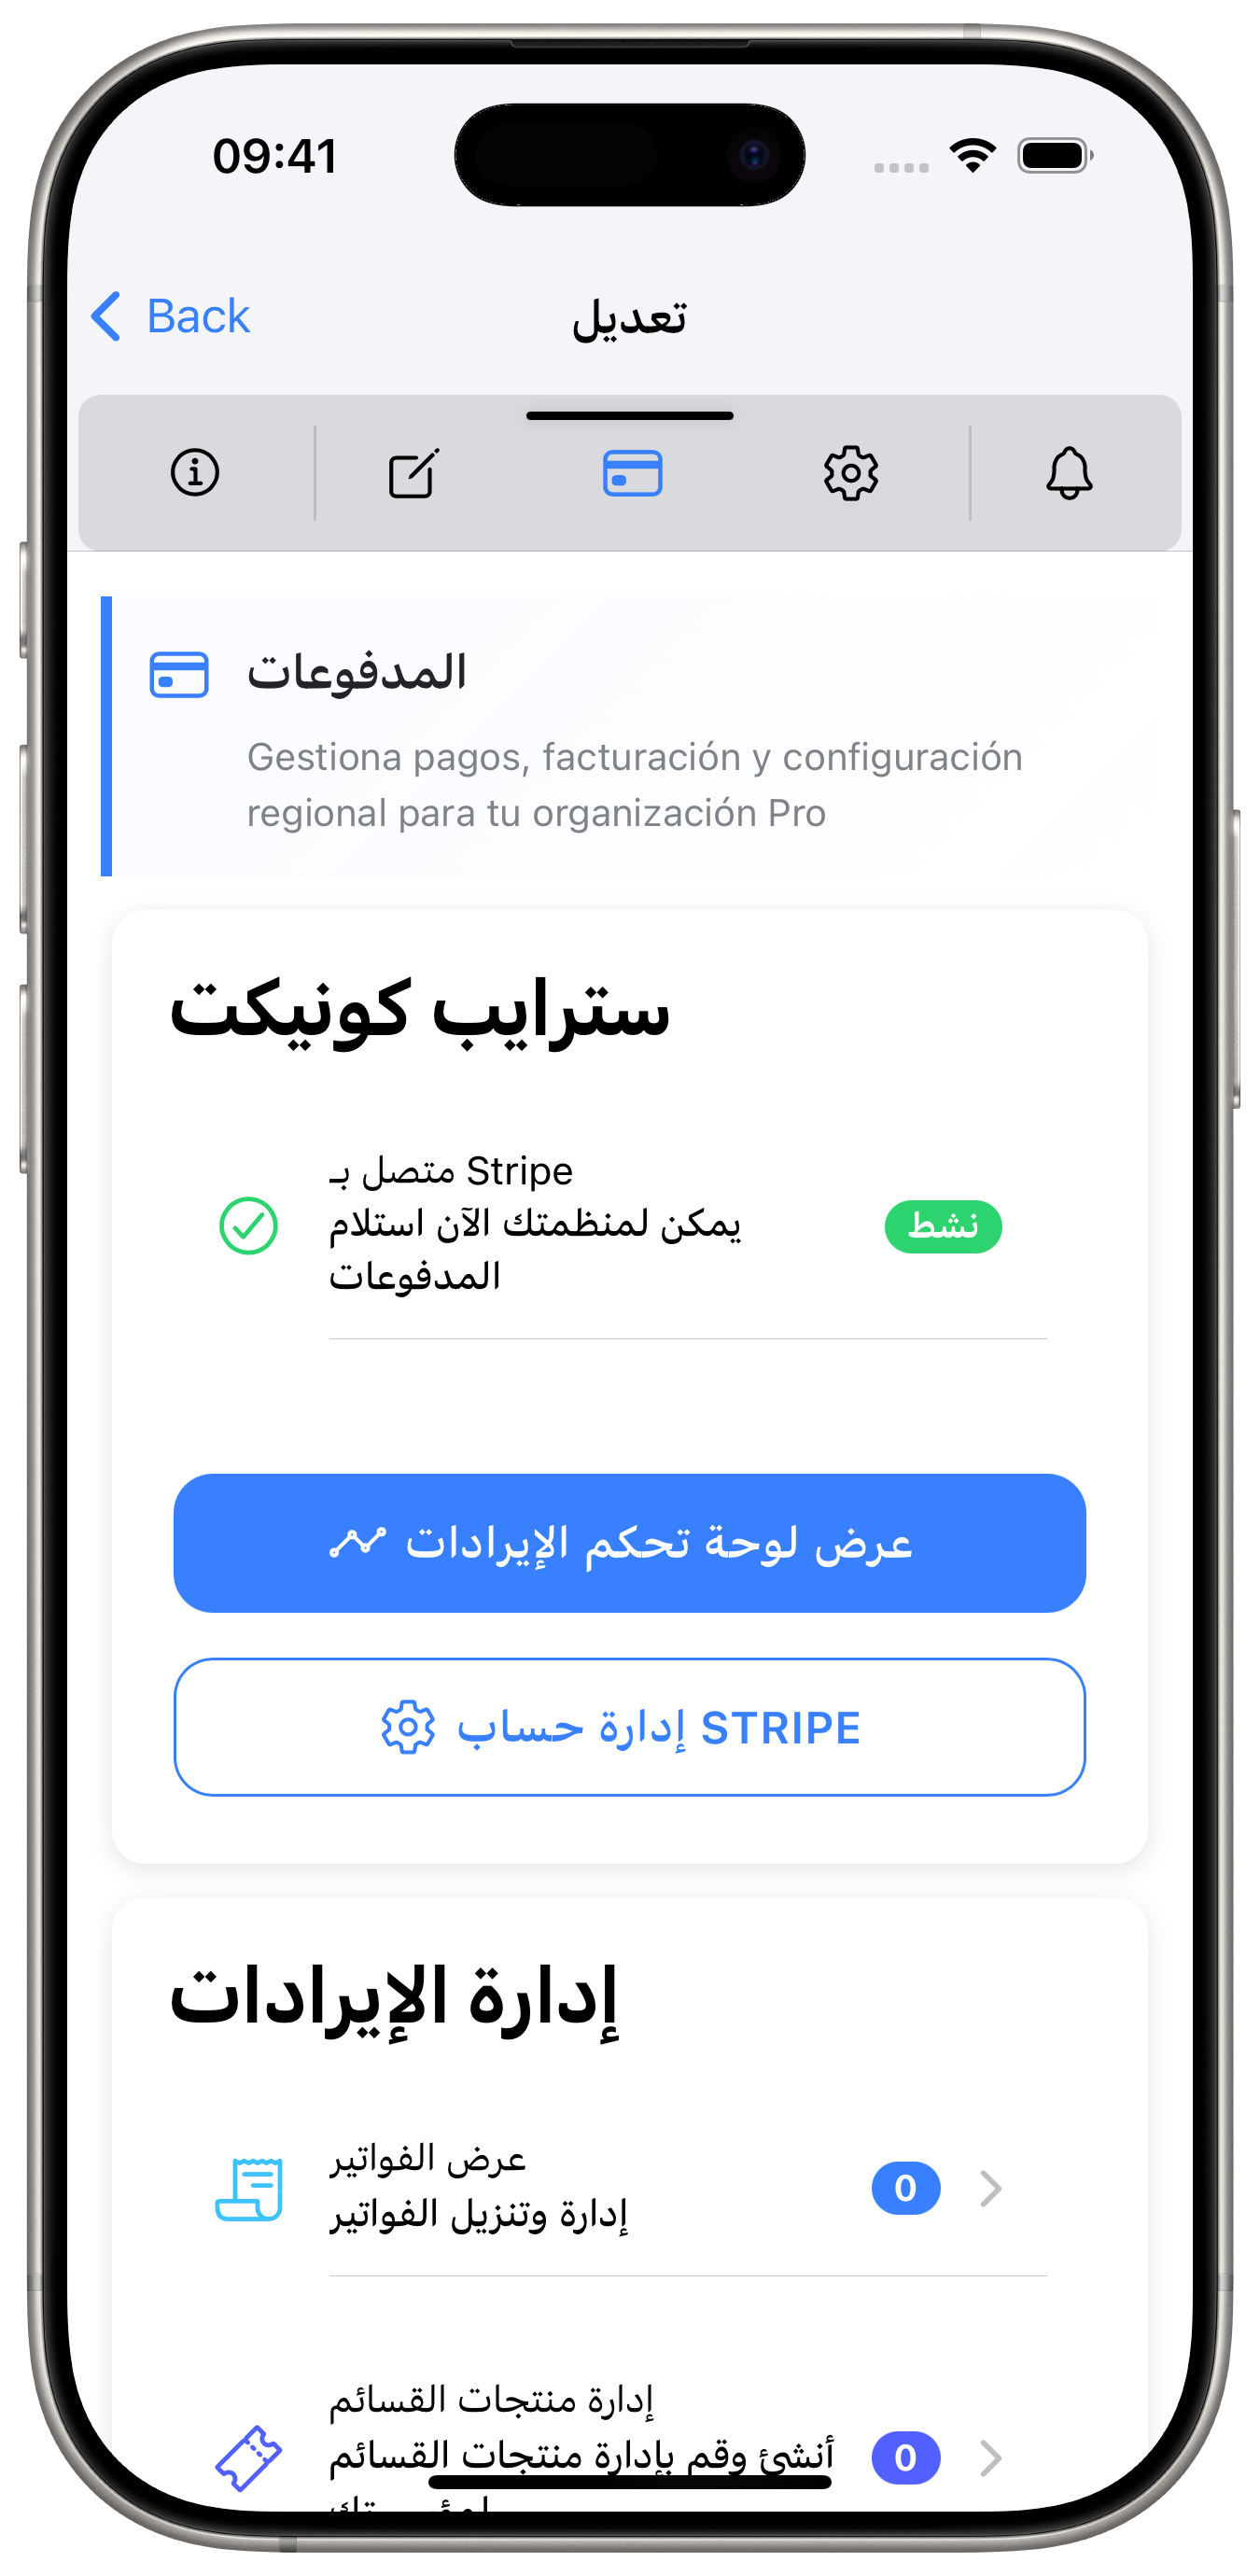 09:41
Back
تعديل
المدفوعات
Gestiona pagos, facturación y configuración
regional para tu organización Pro
سترايب كونيكت
متصل بـ Stripe
يمكن لمنظمتك الآن استلام
المدفوعات
نشط
عرض لوحة تحكم الإيرادات
إدارة حساب STRIPE
إدارة الإيرادات
عرض الفواتير
إدارة وتنزيل الفواتير
0
إدارة منتجات القسائم
أنشئ وقم بإدارة منتجات القسائم
0